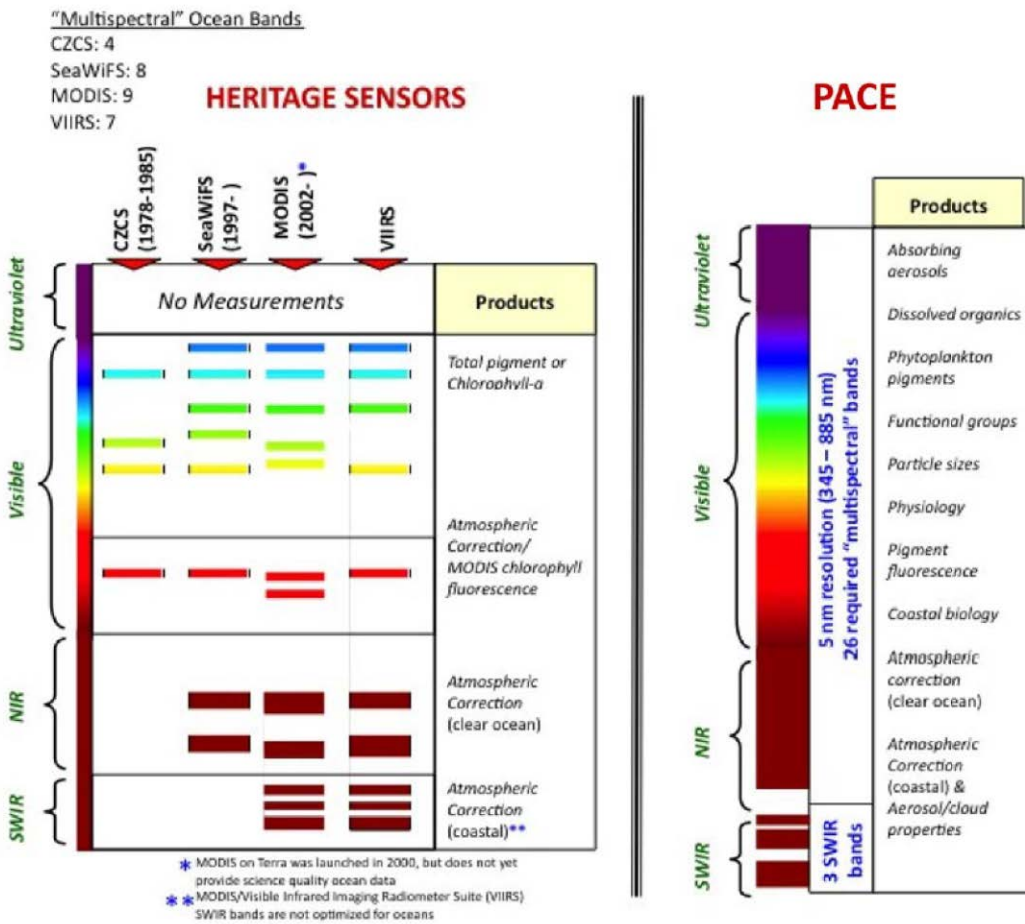 “Multispectral” Ocean Bands
CZCS: 4
SeaWiFS: 8
MODIS: 9
VIIRS: 7
HERITAGE SENSORS
CZCS
(1978-1985)
SeaWiFS
(1997- )
MODIS
(2002- )*
VIIRS
Ultraviolet
No Measurements
Products
Visible
Total pigment or
Chlorophyll-a
Atmospheric
Correction/
MODIS chlorophyll
fluorescence
NIR
Atmospheric
Correction
(clear ocean)
SWIR
Atmospheric
Correction
(coastal)**
* MODIS on Terra was launched in 2000, but does not yet
provide science quality ocean data
** MODIS/Visible Infrared Imaging Radiometer Suite (VIIRS)
SWIR bands are not optimized for oceans
PACE
Products
Ultraviolet
Visible
NIR
SWIR
5 nm resolution (345 – 885 nm)
26 required “multispectral” bands
3 SWIR
bands
Absorbing
aerosols
Dissolved organics
Phytoplankton
pigments
Functional groups
Particle sizes
Physiology
Pigment
fluorescence
Coastal biology
Atmospheric
correction
(clear ocean)
Atmospheric
Correction
(coastal) &
Aerosol/cloud
properties